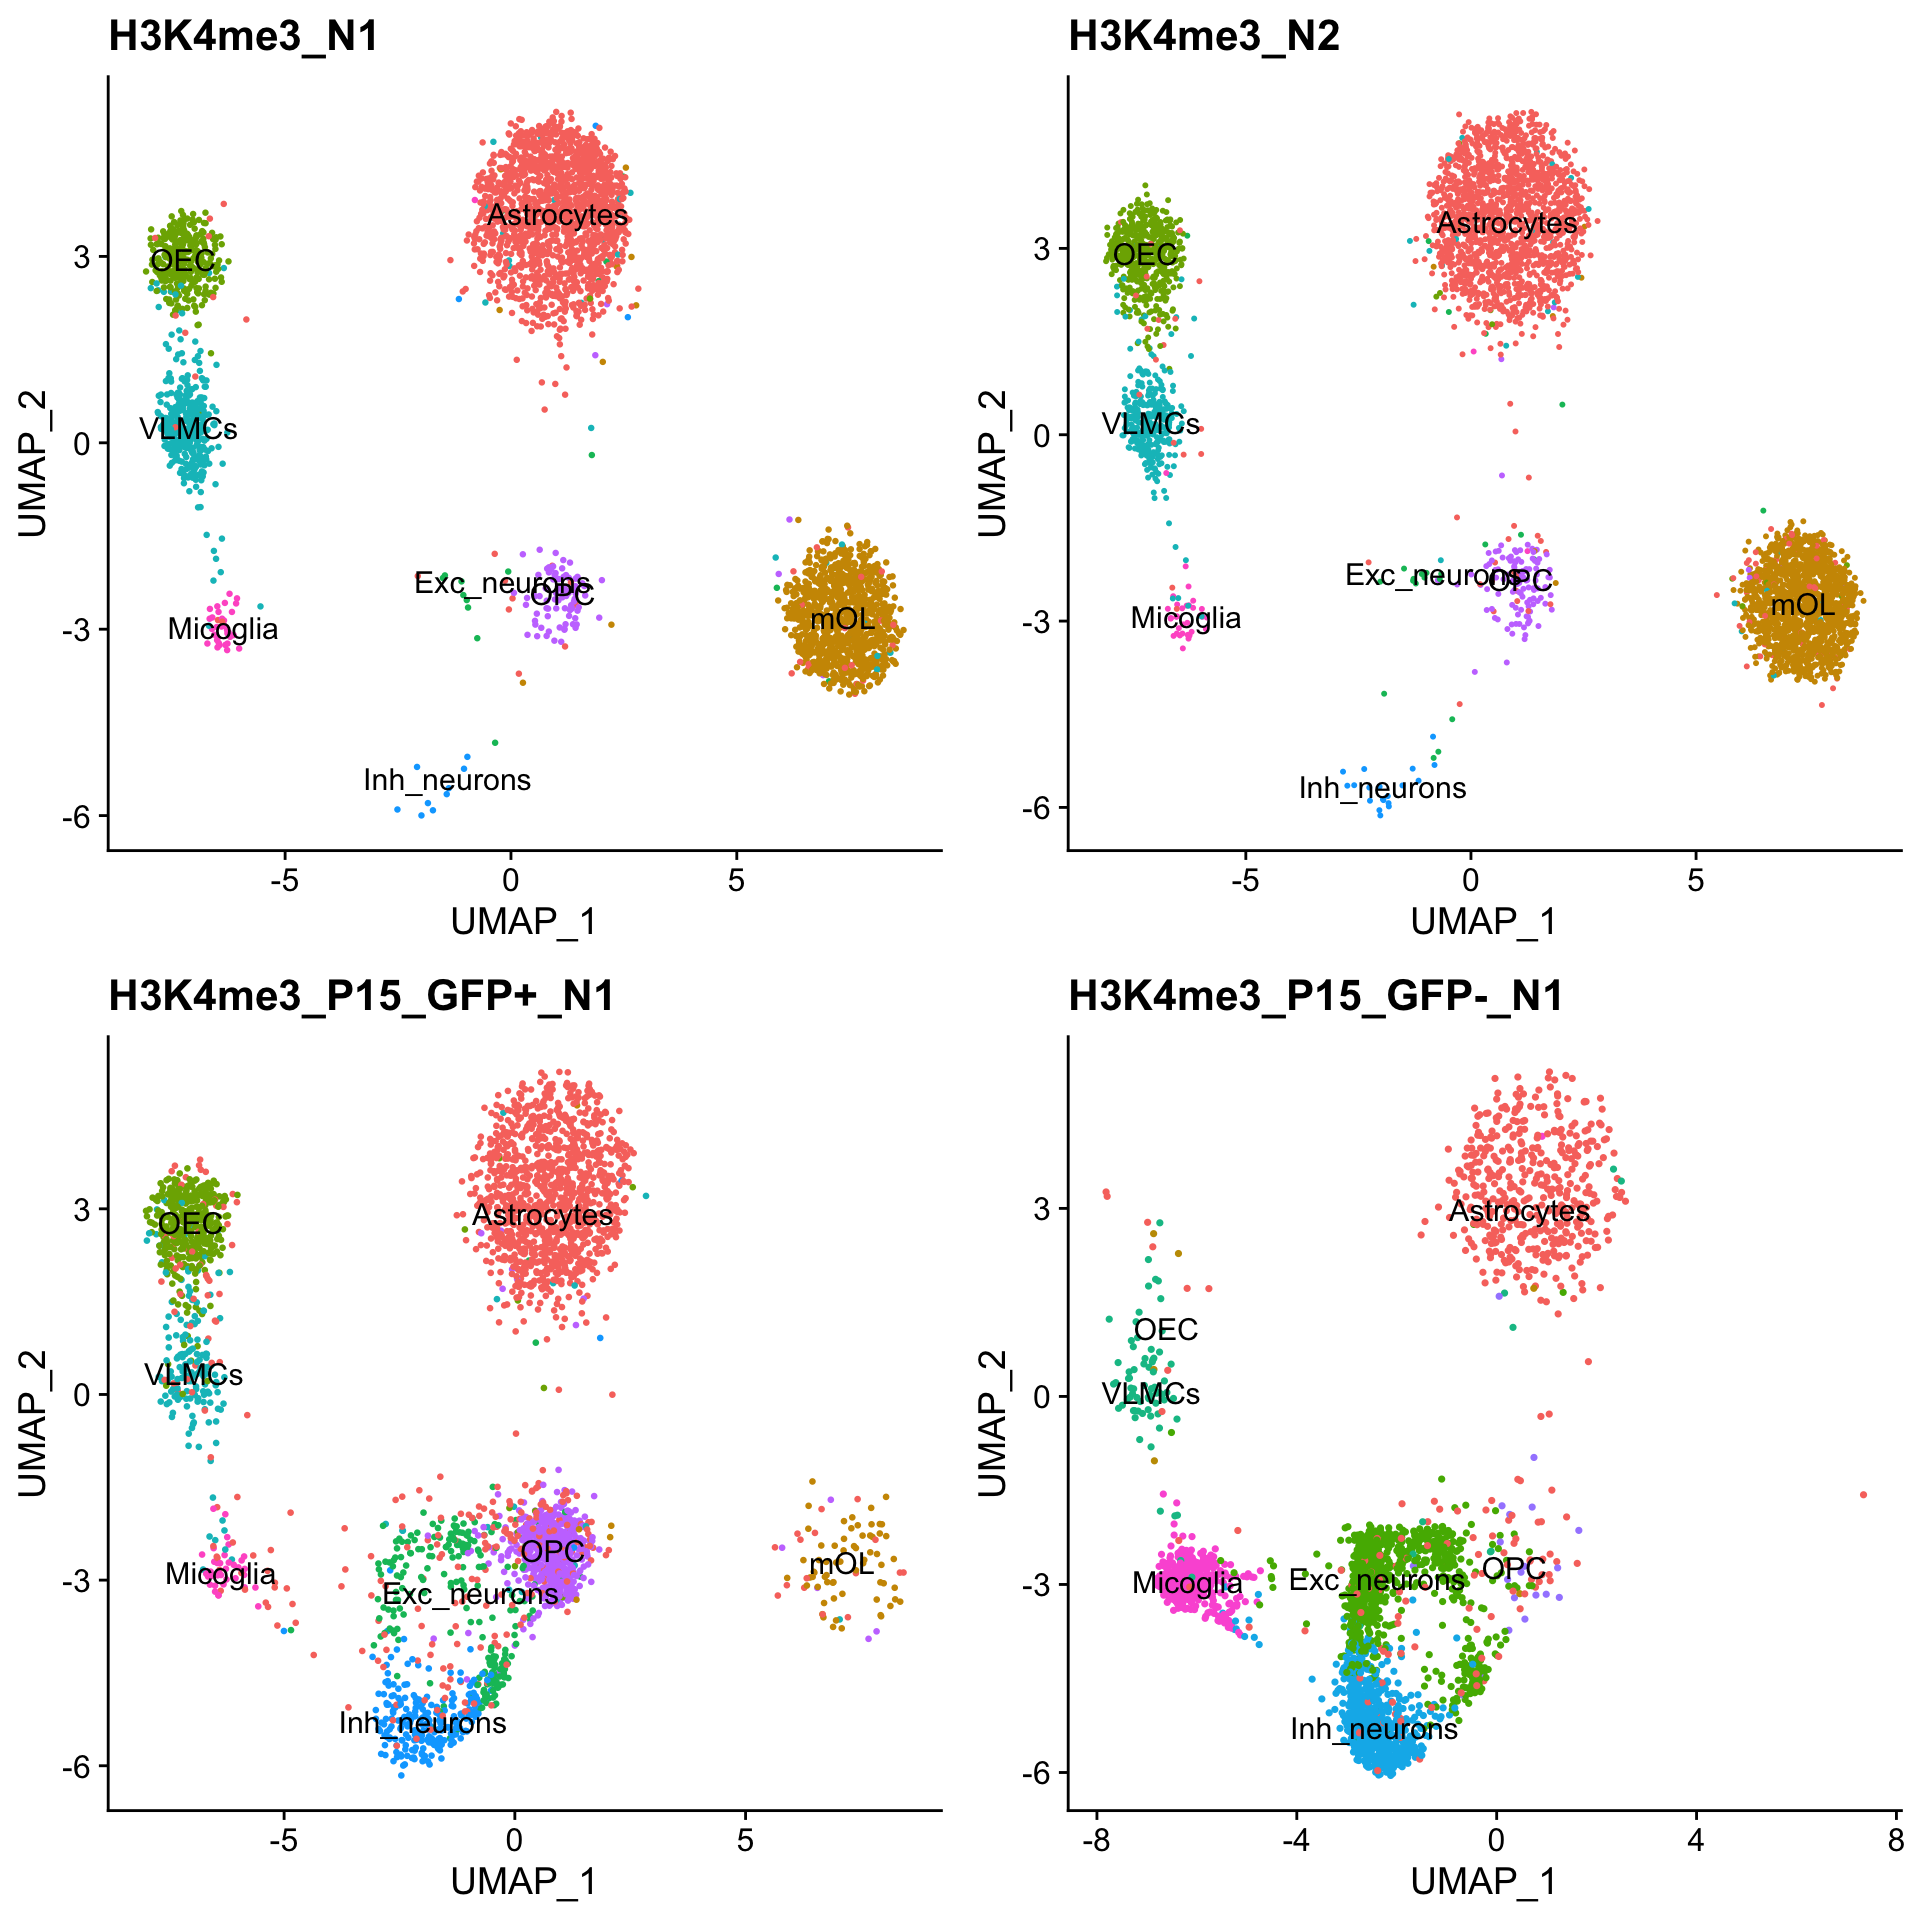 H3K4me3_N1
UMAP_2
3
0
-3
-6
Astrocytes
OEC
VLMCs
Exc_neurons
OPC
mOL
Micoglia
Inh_neurons
-5
0
5
UMAP_1
H3K4me3_N2
UMAP_2
3
0
-3
-6
Astrocytes
OEC
VLMCs
Exc_neurons
OPC
mOL
Micoglia
Inh_neurons
-5
0
5
UMAP_1
H3K4me3_P15_GFP+_N1
UMAP_2
3
0
-3
-6
Astrocytes
OEC
VLMCs
OPC
mOL
Micoglia
Exc_neurons
Inh_neurons
-5
0
5
UMAP_1
H3K4me3_P15_GFP-_N1
UMAP_2
3
0
-3
-6
Astrocytes
OEC
VLMCs
OPC
Micoglia
Exc_neurons
Inh_neurons
-8
-4
0
4
8
UMAP_1